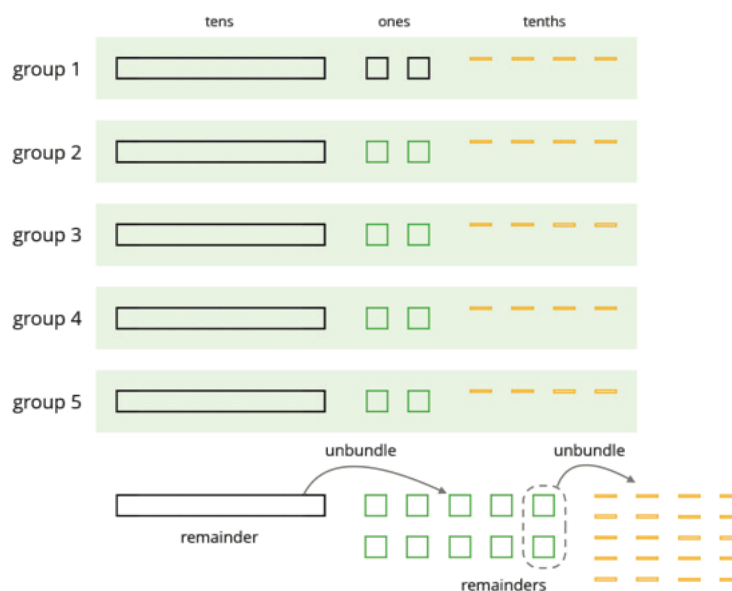 tens ones tenths
group 1
group 2
group 3
group 4
group 5
unbundle unbundle
remainder
remainders